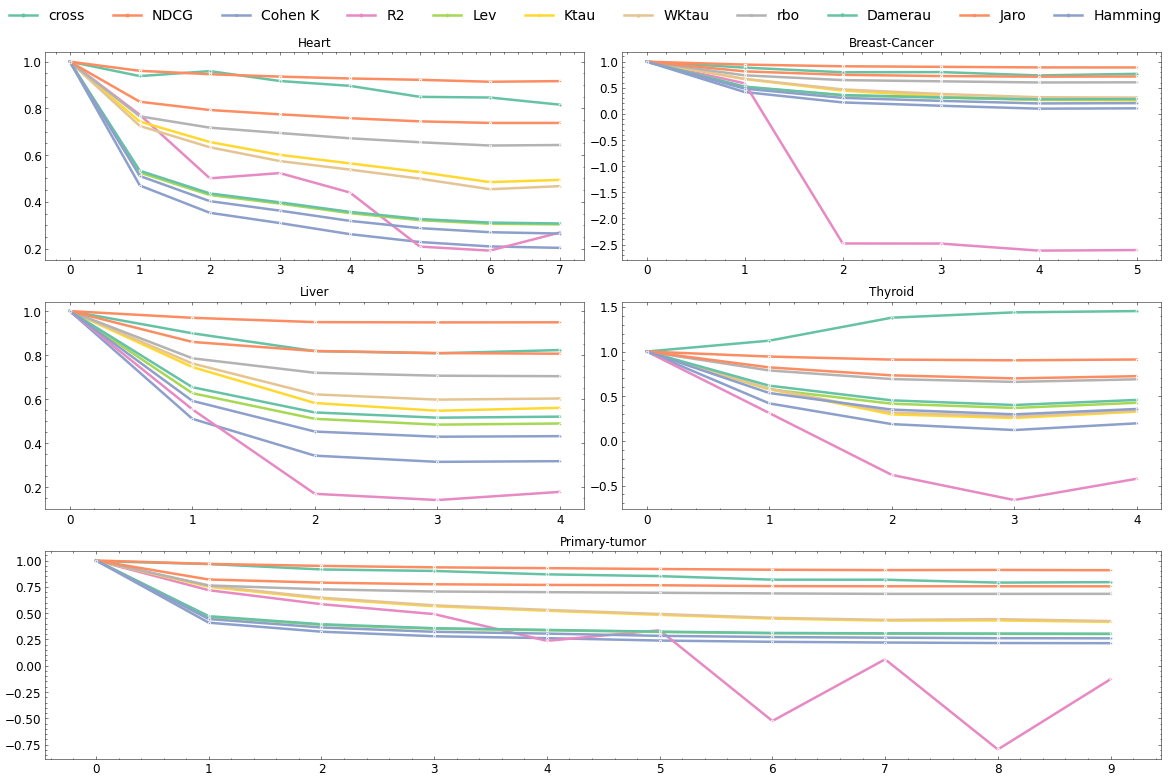 cross NDCG Cohen K R2 Lev Ktau WKtau rbo Damerau Jaro Hamming
Heart
1.0
0.8
0.6
0.4
0.2
0 1 2 3 4 5 6 7
Breast-Cancer
1.0
0.5
0.0
−0.5
−1.0
−1.5
−2.0
−2.5
0 1 2 3 4 5
Liver
1.0
0.8
0.6
0.4
0.2
0 1 2 3 4
Thyroid
1.5
1.0
0.5
0.0
−0.5
0 1 2 3 4
Primary-tumor
1.00
0.75
0.50
0.25
0.00
−0.25
−0.50
−0.75
0 1 2 3 4 5 6 7 8 9